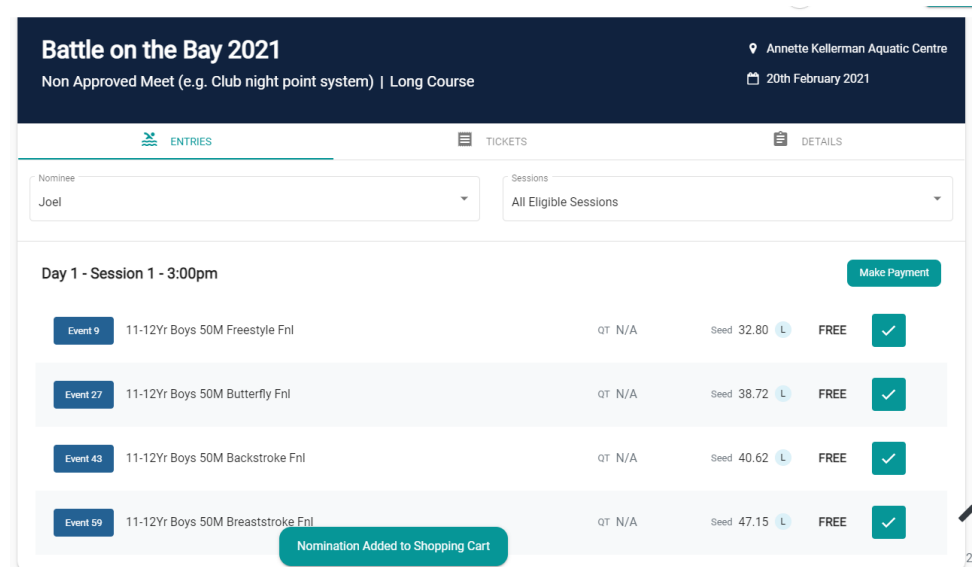 Battle on the Bay 2021
Annette Kellerman Aquatic Centre
Non Approved Meet (e.g. Club night point system) | Long Course
20th February 2021
ENTRIES
TICKETS
DETAILS
Nominee
Joel
Sessions
All Eligible Sessions
Day 1 - Session 1 - 3:00pm
Make Payment
Event 9 11-12Yr Boys 50M Freestyle Fnl QT N/A Seed 32.80 L FREE
Event 27 11-12Yr Boys 50M Butterfly Fnl QT N/A Seed 38.72 L FREE
Event 43 11-12Yr Boys 50M Backstroke Fnl QT N/A Seed 40.62 L FREE
Event 59 11-12Yr Boys 50M Breaststroke Fnl QT N/A Seed 47.15 L FREE
Nomination Added to Shopping Cart
2